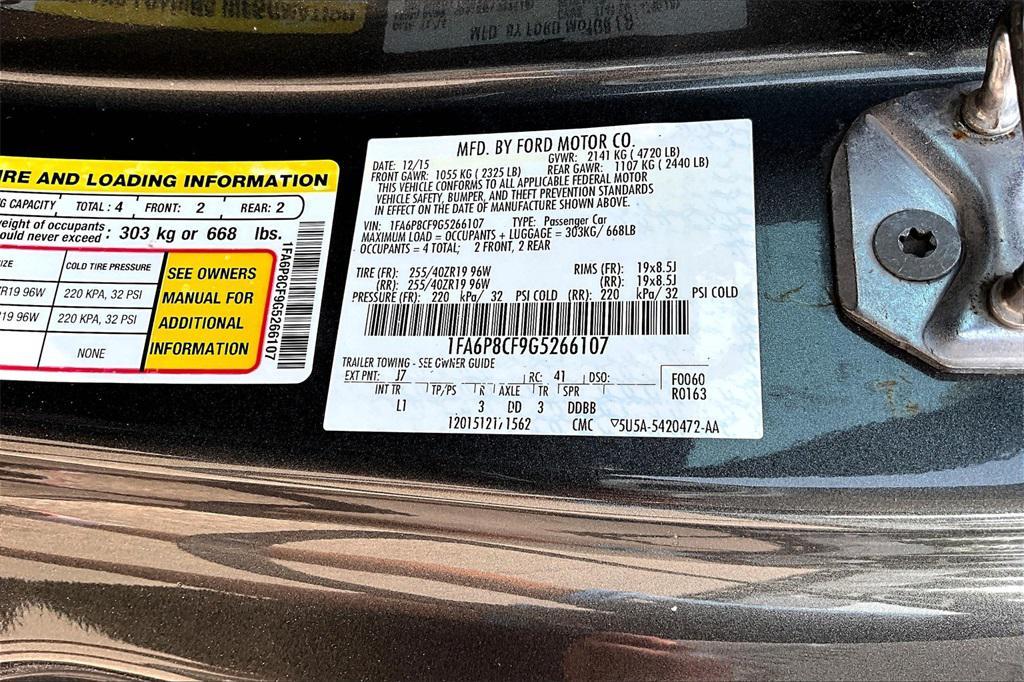 IRE AND LOADING INFORMATION
G CAPACITY TOTAL : 4 FRONT: 2 REAR: 2
weight of occupants
ould never exceed : 303 kg or 668 lbs.
IZE COLD TIRE PRESSURE
ZR19 96W 220 KPA, 32 PSI
R19 96W 220 KPA, 32 PSI
NONE
SEE OWNERS
MANUAL FOR
ADDITIONAL
INFORMATION
1FA6P8CF9G5266107
MFD. BY FORD MOTOR CO.
DATE: 12/15 GVWR: 2141 KG ( 4720 LB)
FRONT GAWR: 1055 KG ( 2325 LB) REAR GAWR: 1107 KG ( 2440 LB)
THIS VEHICLE CONFORMS TO ALL APPLICABLE FEDERAL MOTOR
VEHICLE SAFETY, BUMPER, AND THEFT PREVENTION STANDARDS
IN EFFECT ON THE DATE OF MANUFACTURE SHOWN ABOVE.
VIN: 1FA6P8CF9G5266107 TYPE: Passenger Car
MAXIMUM LOAD = OCCUPANTS + LUGGAGE = 303KG/ 668LB
OCCUPANTS = 4 TOTAL; 2 FRONT, 2 REAR
TIRE (FR): 255/40ZR19 96W RIMS (FR): 19x8.5J
(RR): 255/40ZR19 96W (RR): 19x8.5J
PRESSURE (FR): 220 kPa/ 32 PSI COLD (RR): 220 kPa/ 32 PSI COLD
1FA6P8CF9G5266107
TRAILER TOWING - SEE OWNER GUIDE
EXT PNT: J7 RC: 41 DSO: F0060
INT TR TP/PS R AXLE TR SPR R0163
L1 3 DD 3 DDBB
CMC ▽5U5A-5420472-AA